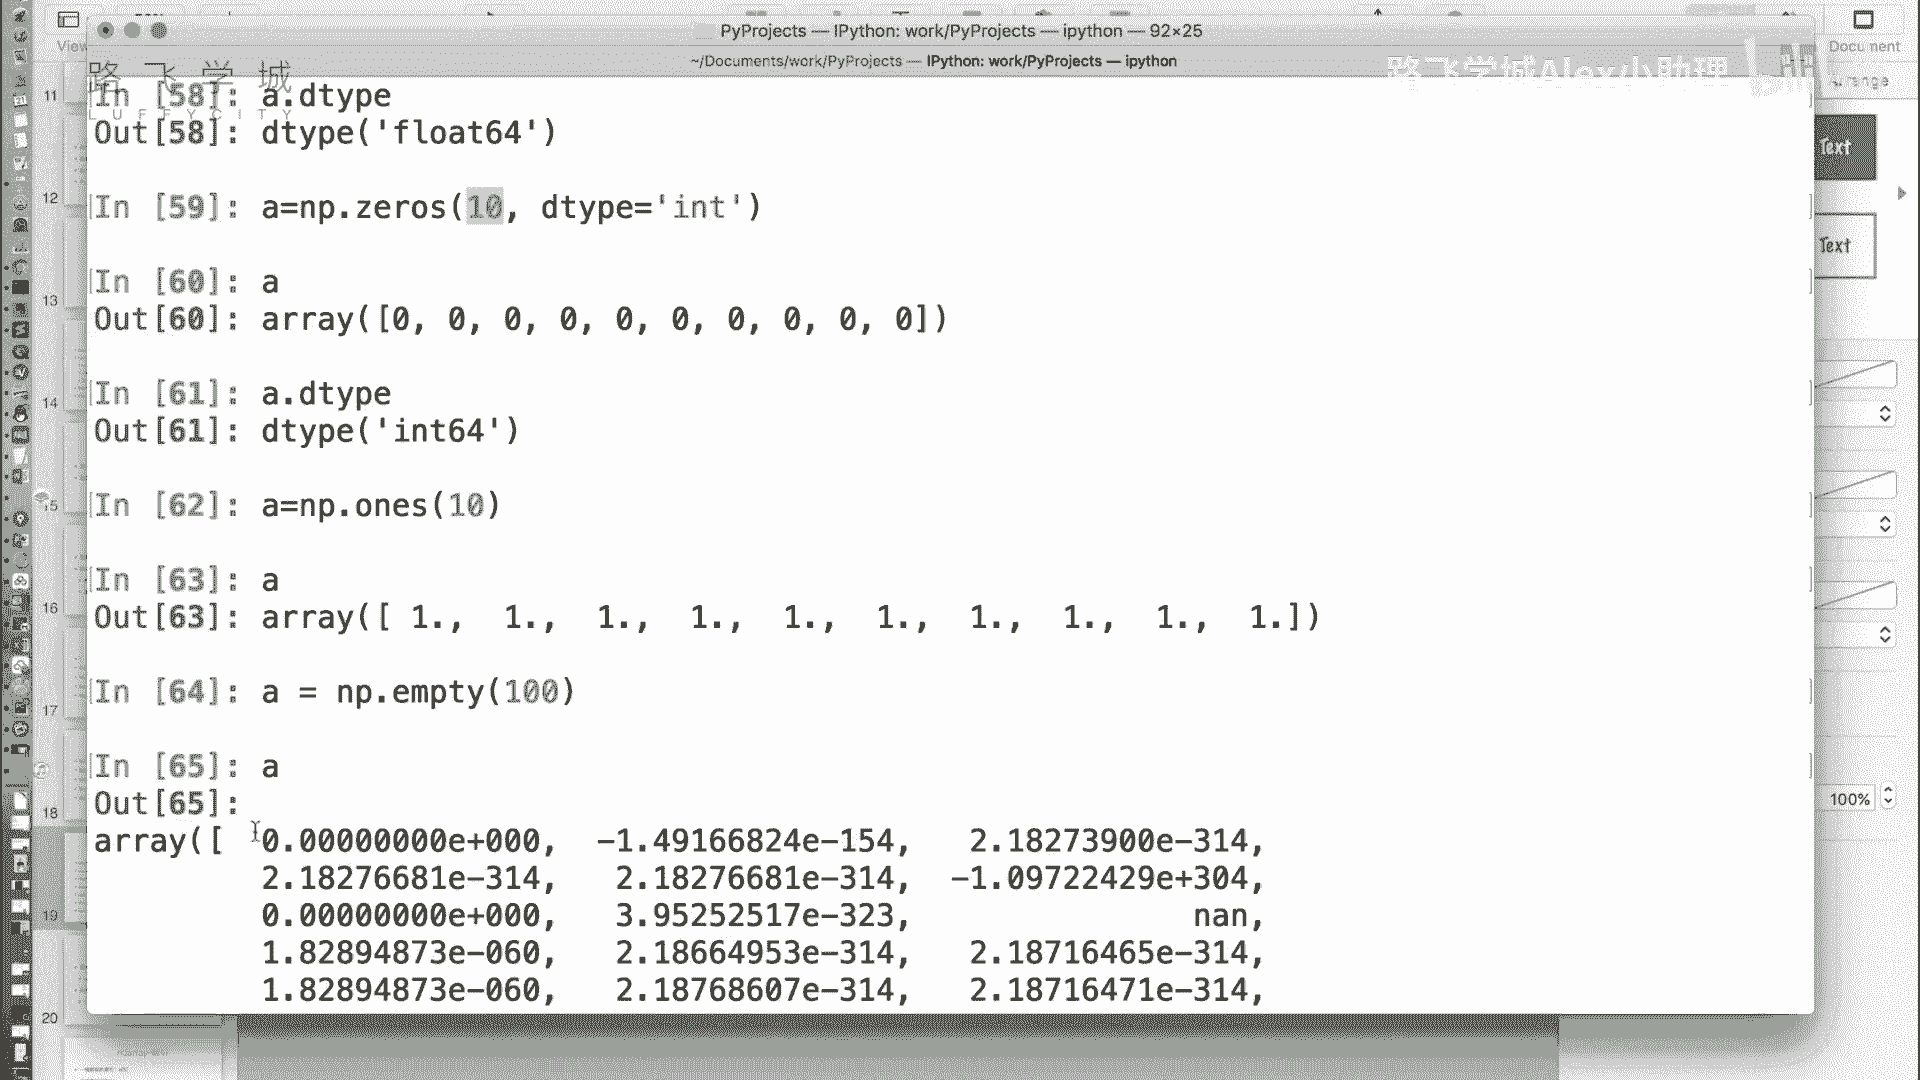 PyProjects — IPython: work/PyProjects — ipython — 92×25
~/Documents/work/PyProjects — IPython: work/PyProjects — ipython
View
Document
路飞学城
LUFFYCITY
路飞学城Alex小助理
In [58]: a.dtype
Out[58]: dtype('float64')
In [59]: a=np.zeros(10, dtype='int')
In [60]: a
Out[60]: array([0, 0, 0, 0, 0, 0, 0, 0, 0, 0])
In [61]: a.dtype
Out[61]: dtype('int64')
In [62]: a=np.ones(10)
In [63]: a
Out[63]: array([ 1., 1., 1., 1., 1., 1., 1., 1., 1., 1.])
In [64]: a = np.empty(100)
In [65]: a
Out[65]:
array([ 0.00000000e+000, -1.49166824e-154, 2.18273900e-314,
2.18276681e-314, 2.18276681e-314, -1.09722429e+304,
0.00000000e+000, 3.95252517e-323, nan,
1.82894873e-060, 2.18664953e-314, 2.18716465e-314,
1.82894873e-060, 2.18768607e-314, 2.18716471e-314,
11
12
13
14
15
16
17
18
19
20
Text
Text
100%